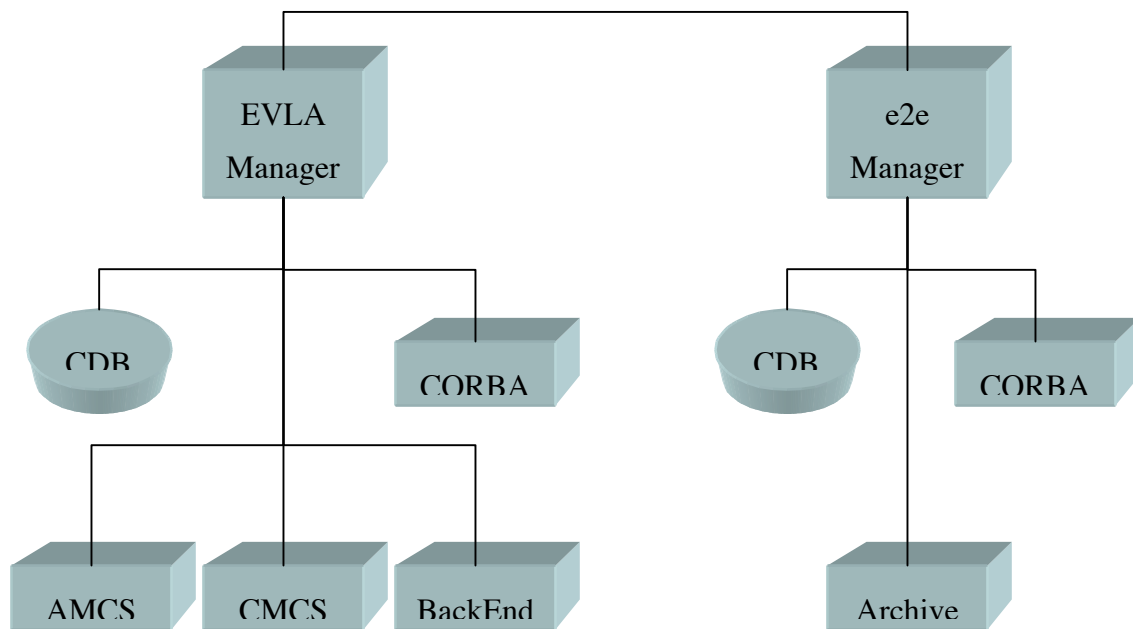 EVLA
Manager
e2e
Manager
CDB
CORBA
CDB
CORBA
AMCS
CMCS
BackEnd
Archive